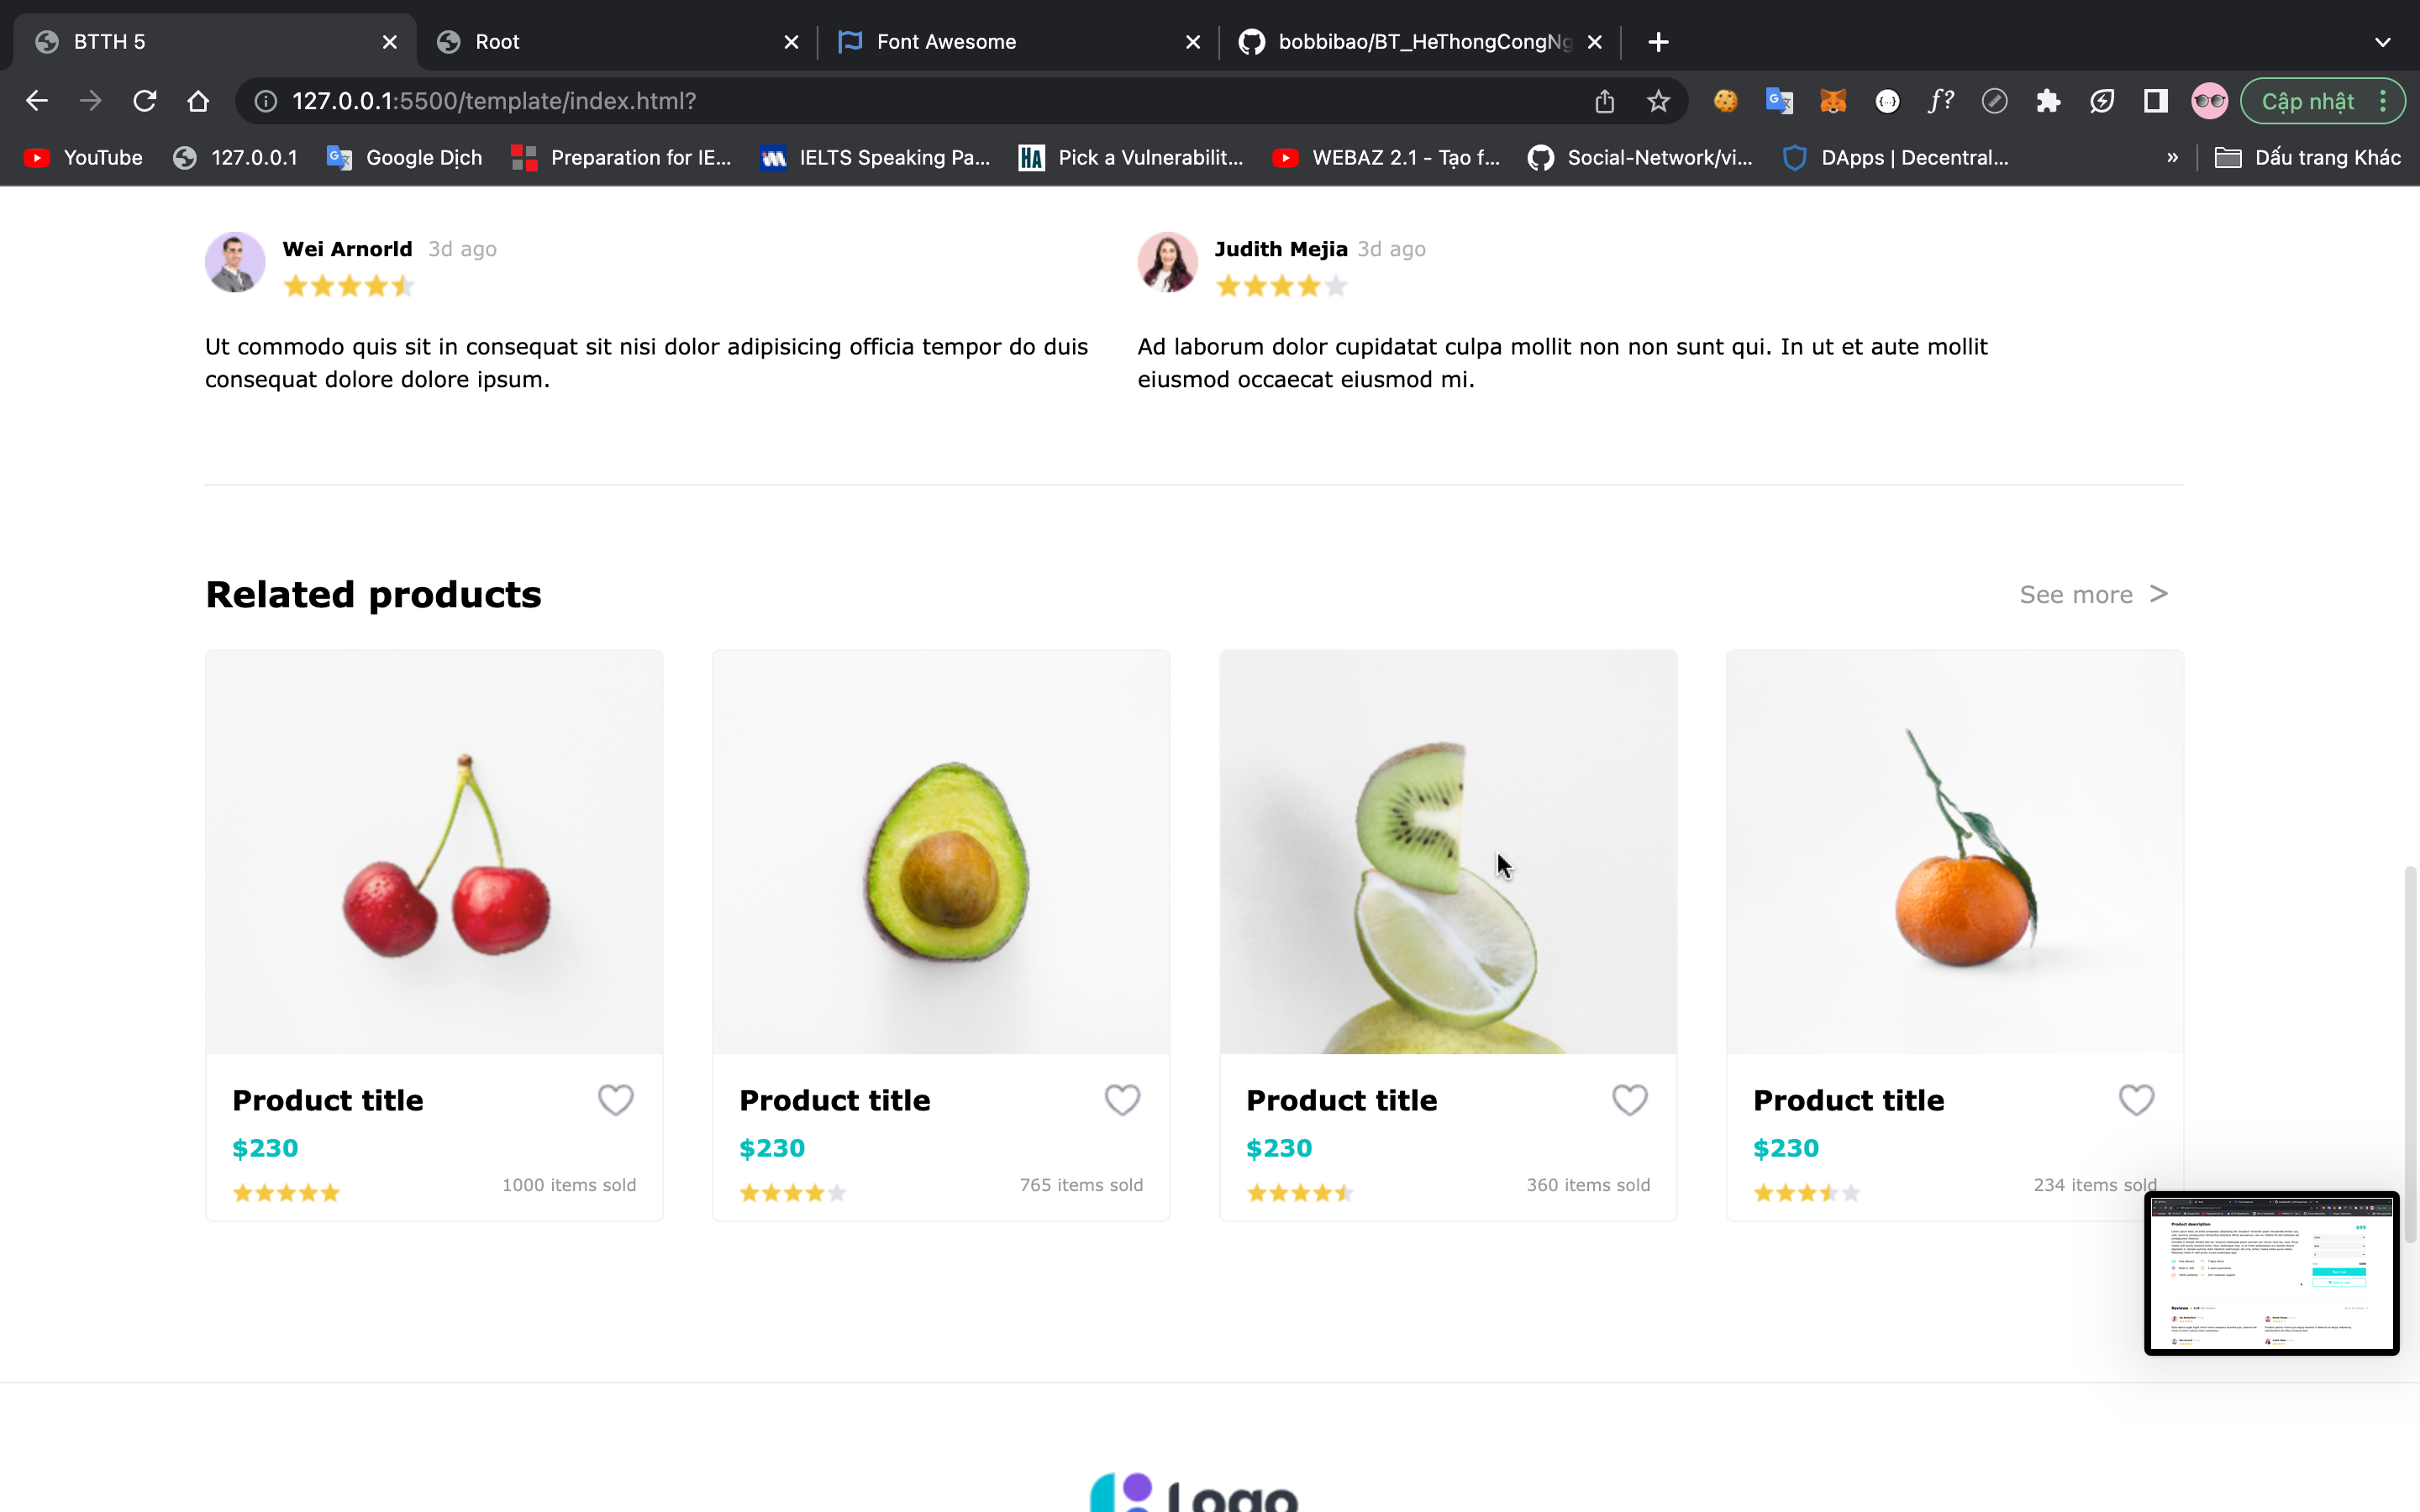 BTTH 5
Root
Font Awesome
bobbibao/BT_HeThongCongNg
127.0.0.1:5500/template/index.html?
Cập nhật
YouTube
127.0.0.1
Google Dịch
Preparation for IE...
IELTS Speaking Pa...
HA
Pick a Vulnerabilit...
WEBAZ 2.1 - Tạo f...
Social-Network/vi...
DApps | Decentral...
»
Dấu trang Khác
Wei Arnorld 3d ago
Judith Mejia 3d ago
Ut commodo quis sit in consequat sit nisi dolor adipisicing officia tempor do duis
consequat dolore dolore ipsum.
Ad laborum dolor cupidatat culpa mollit non non sunt qui. In ut et aute mollit
eiusmod occaecat eiusmod mi.
Related products
See more >
Product title
$230
1000 items sold
Product title
$230
765 items sold
Product title
$230
360 items sold
Product title
$230
234 items sold
Product description
Reviews
Logo